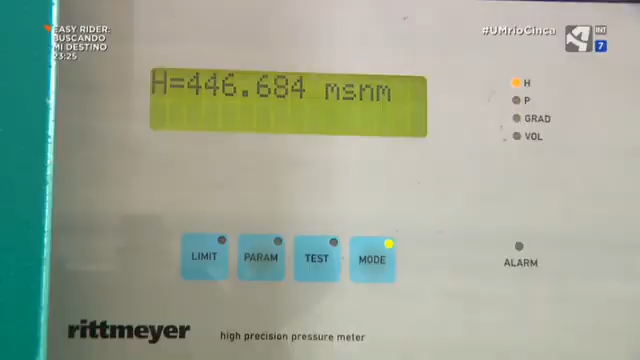 EASY RIDER:
BUSCANDO
MI DESTINO
23:25
#UMrioCinca
INT
7
H=446.684 msnm
H
P
GRAD
VOL
LIMIT
PARAM
TEST
MODE
ALARM
rittmeyer
high precision pressure meter